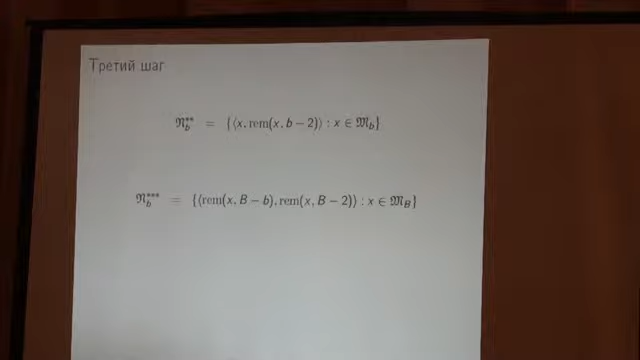 Третий шаг
𝔑_b^{**} = {⟨x, rem(x, b − 2)⟩ : x ∈ 𝔐_b}
𝔑_b^{***} = {⟨rem(x, B − b), rem(x, B − 2)⟩ : x ∈ 𝔐_B}